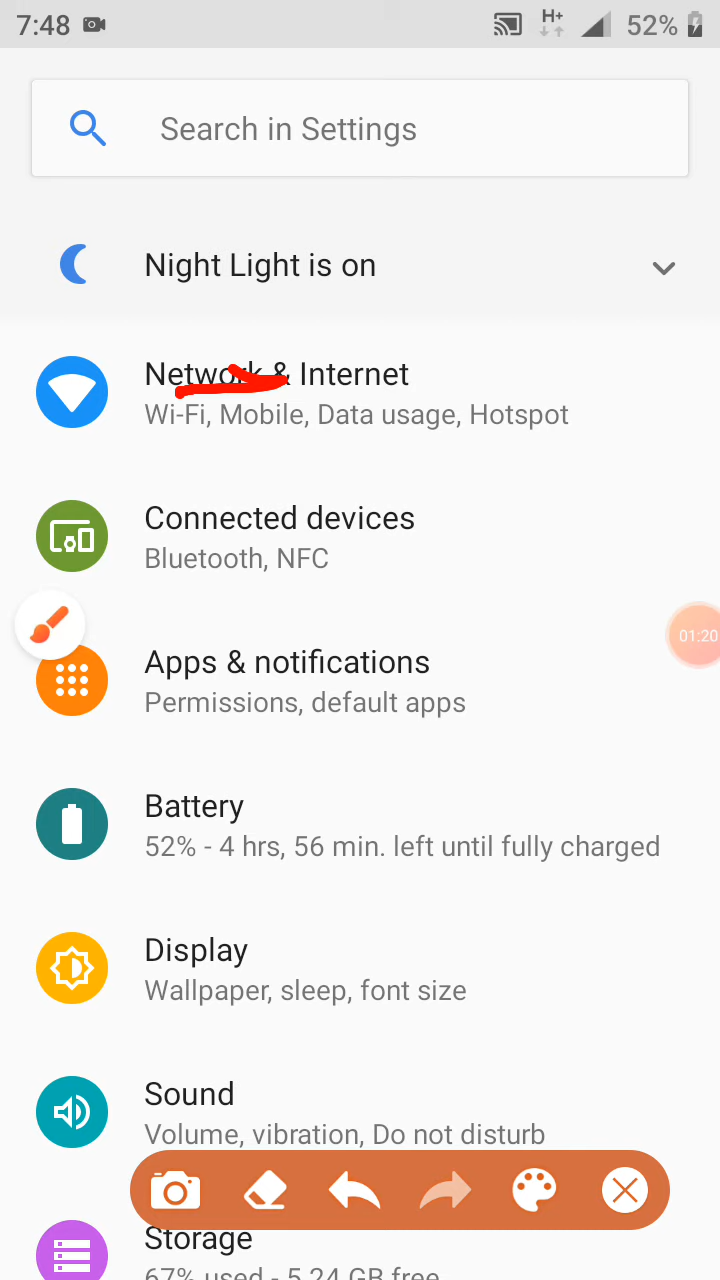 7:48 H+ 52%
Search in Settings
Night Light is on
Network & Internet
Wi-Fi, Mobile, Data usage, Hotspot
Connected devices
Bluetooth, NFC
01:20
Apps & notifications
Permissions, default apps
Battery
52% - 4 hrs, 56 min. left until fully charged
Display
Wallpaper, sleep, font size
Sound
Volume, vibration, Do not disturb
Storage
67% used - 5.24 GB free